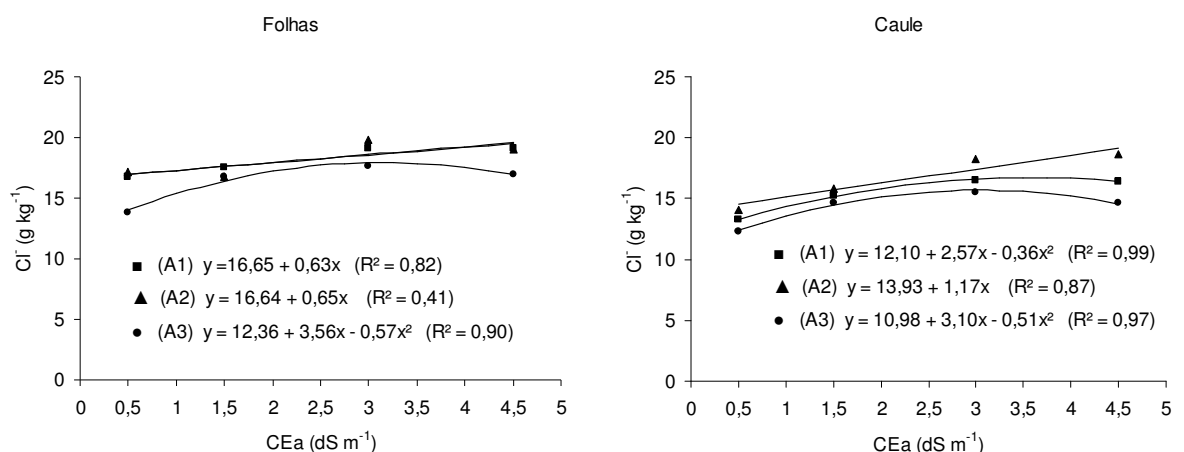 Folhas
25
20
15
10
5
0
Cl⁻ (g kg⁻¹)
■ (A1) y =16,65 + 0,63x (R² = 0,82)
▲ (A2) y = 16,64 + 0,65x (R² = 0,41)
● (A3) y = 12,36 + 3,56x - 0,57x² (R² = 0,90)
0 0,5 1 1,5 2 2,5 3 3,5 4 4,5 5
CEa (dS m⁻¹)
Caule
25
20
15
10
5
0
Cl⁻ (g kg⁻¹)
■ (A1) y = 12,10 + 2,57x - 0,36x² (R² = 0,99)
▲ (A2) y = 13,93 + 1,17x (R² = 0,87)
● (A3) y = 10,98 + 3,10x - 0,51x² (R² = 0,97)
0 0,5 1 1,5 2 2,5 3 3,5 4 4,5 5
CEa (dS m⁻¹)